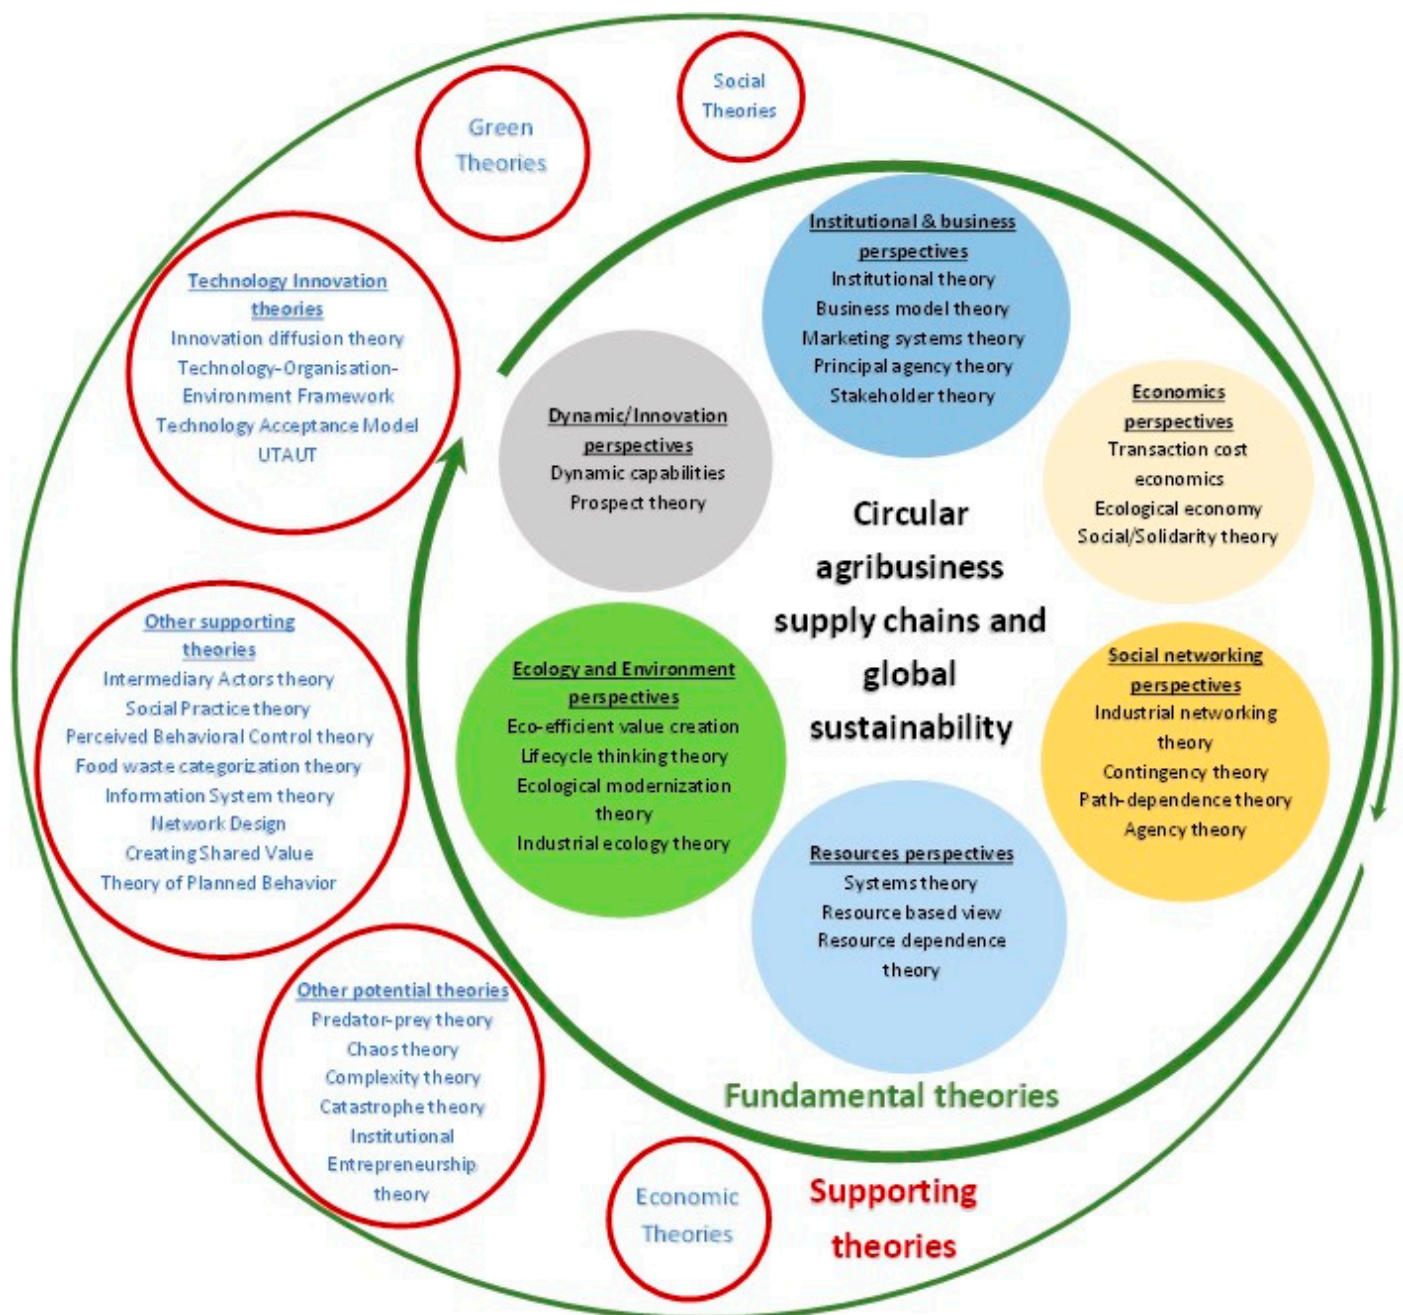 Social
Theories
Green
Theories
Institutional & business
perspectives
Institutional theory
Business model theory
Marketing systems theory
Principal agency theory
Stakeholder theory
Technology Innovation
theories
Innovation diffusion theory
Technology-Organisation-
Environment Framework
Technology Acceptance Model
UTAUT
Dynamic/Innovation
perspectives
Dynamic capabilities
Prospect theory
Economics
perspectives
Transaction cost
economics
Ecological economy
Social/Solidarity theory
Circular
agribusiness
supply chains and
global
sustainability
Other supporting
theories
Intermediary Actors theory
Social Practice theory
Perceived Behavioral Control theory
Food waste categorization theory
Information System theory
Network Design
Creating Shared Value
Theory of Planned Behavior
Ecology and Environment
perspectives
Eco-efficient value creation
Lifecycle thinking theory
Ecological modernization
theory
Industrial ecology theory
Social networking
perspectives
Industrial networking
theory
Contingency theory
Path-dependence theory
Agency theory
Resources perspectives
Systems theory
Resource based view
Resource dependence
theory
Other potential theories
Predator-prey theory
Chaos theory
Complexity theory
Catastrophe theory
Institutional
Entrepreneurship
theory
Fundamental theories
Economic
Theories
Supporting
theories